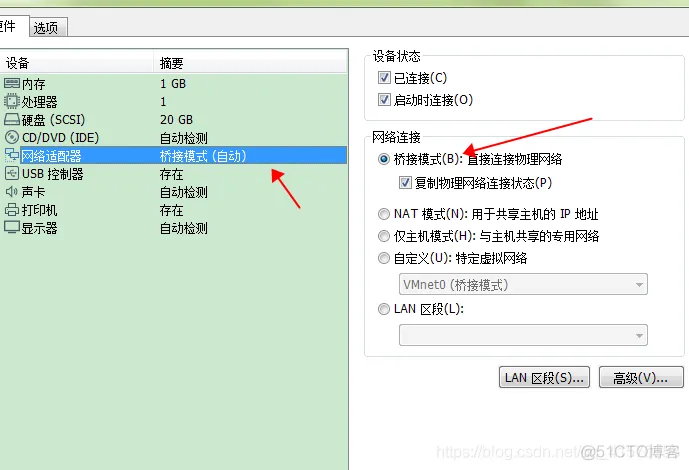 硬件 选项
设备 摘要
内存 1 GB
处理器 1
硬盘 (SCSI) 20 GB
CD/DVD (IDE) 自动检测
网络适配器 桥接模式 (自动)
USB 控制器 存在
声卡 自动检测
打印机 存在
显示器 自动检测
设备状态
已连接(C)
启动时连接(O)
网络连接
桥接模式(B): 直接连接物理网络
复制物理网络连接状态(P)
NAT 模式(N): 用于共享主机的 IP 地址
仅主机模式(H): 与主机共享的专用网络
自定义(U): 特定虚拟网络
VMnet0 (桥接模式)
LAN 区段(L):
LAN 区段(S)... 高级(V)...
@51CTO博客